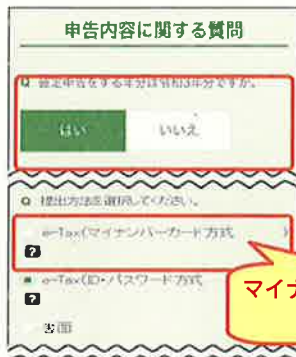 申告内容に関する質問
Q 確定申告をする年分は令和3年分ですか。
はい
いいえ
Q 提出方法を選択してください。
e-Tax(マイナンバーカード方式
?
e-Tax(ID・パスワード方式
?
書面
マイナ